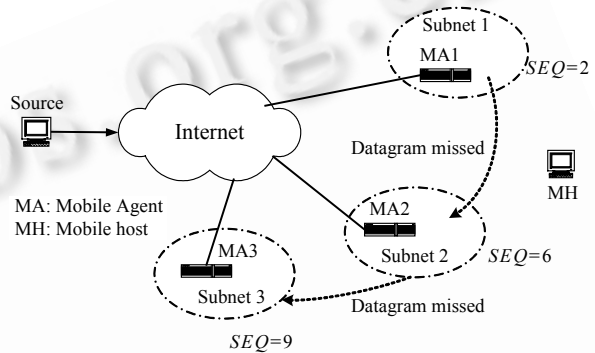 Subnet 1
MA1
SEQ=2
Source
Internet
Datagram missed
MH
MA: Mobile Agent
MH: Mobile host
MA2
Subnet 2
SEQ=6
MA3
Subnet 3
Datagram missed
SEQ=9